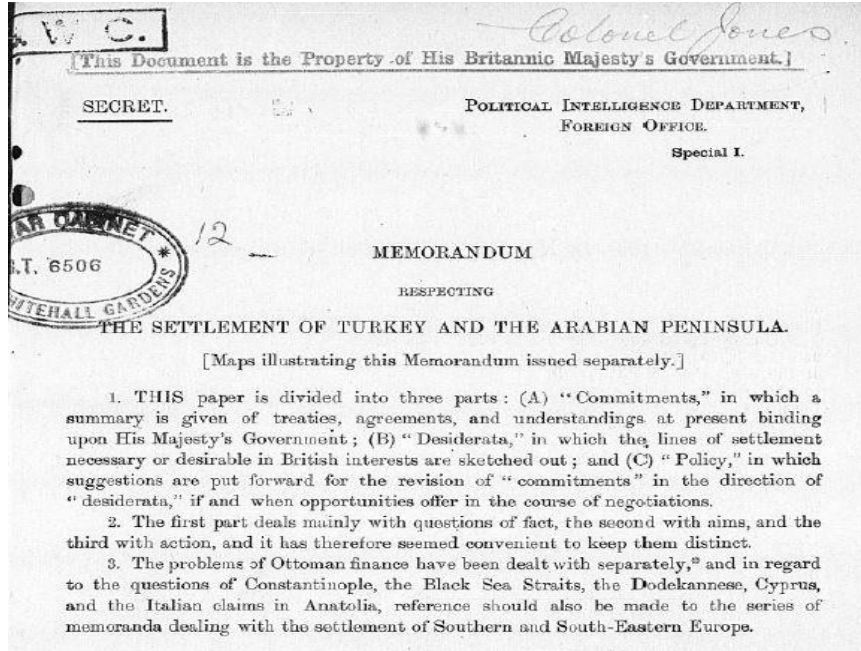 W C.
Colonel Jones
[This Document is the Property of His Britannic Majesty's Government.]
SECRET.
POLITICAL INTELLIGENCE DEPARTMENT,
FOREIGN OFFICE.
Special I.
WAR CABINET
G.T. 6506
WHITEHALL GARDENS
12
MEMORANDUM
RESPECTING
THE SETTLEMENT OF TURKEY AND THE ARABIAN PENINSULA.
[Maps illustrating this Memorandum issued separately.]
1. THIS paper is divided into three parts : (A) “Commitments,” in which a
summary is given of treaties, agreements, and understandings at present binding
upon His Majesty's Government ; (B) “Desiderata,” in which the lines of settlement
necessary or desirable in British interests are sketched out ; and (C) “Policy,” in which
suggestions are put forward for the revision of “commitments” in the direction of
“desiderata,” if and when opportunities offer in the course of negotiations.
2. The first part deals mainly with questions of fact, the second with aims, and the
third with action, and it has therefore seemed convenient to keep them distinct.
3. The problems of Ottoman finance have been dealt with separately,* and in regard
to the questions of Constantinople, the Black Sea Straits, the Dodekannese, Cyprus,
and the Italian claims in Anatolia, reference should also be made to the series of
memoranda dealing with the settlement of Southern and South-Eastern Europe.